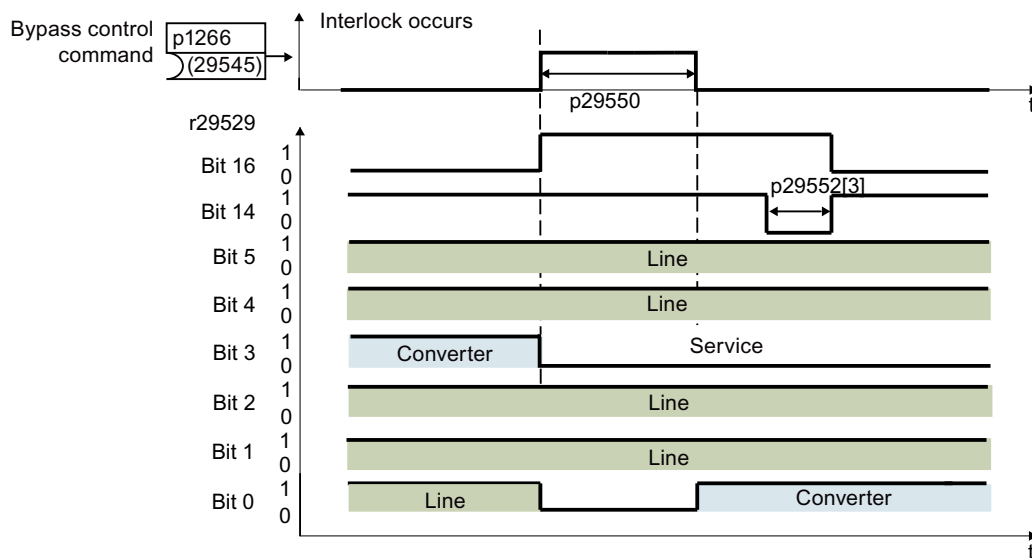 Bypass control command
p1266
(29545)
Interlock occurs
p29550
t
r29529
Bit 16
1
0
p29552[3]
Bit 14
1
0
Bit 5
1
0
Line
Bit 4
1
0
Line
Bit 3
1
0
Converter
Service
Bit 2
1
0
Line
Bit 1
1
0
Line
Bit 0
1
0
Line
Converter
t